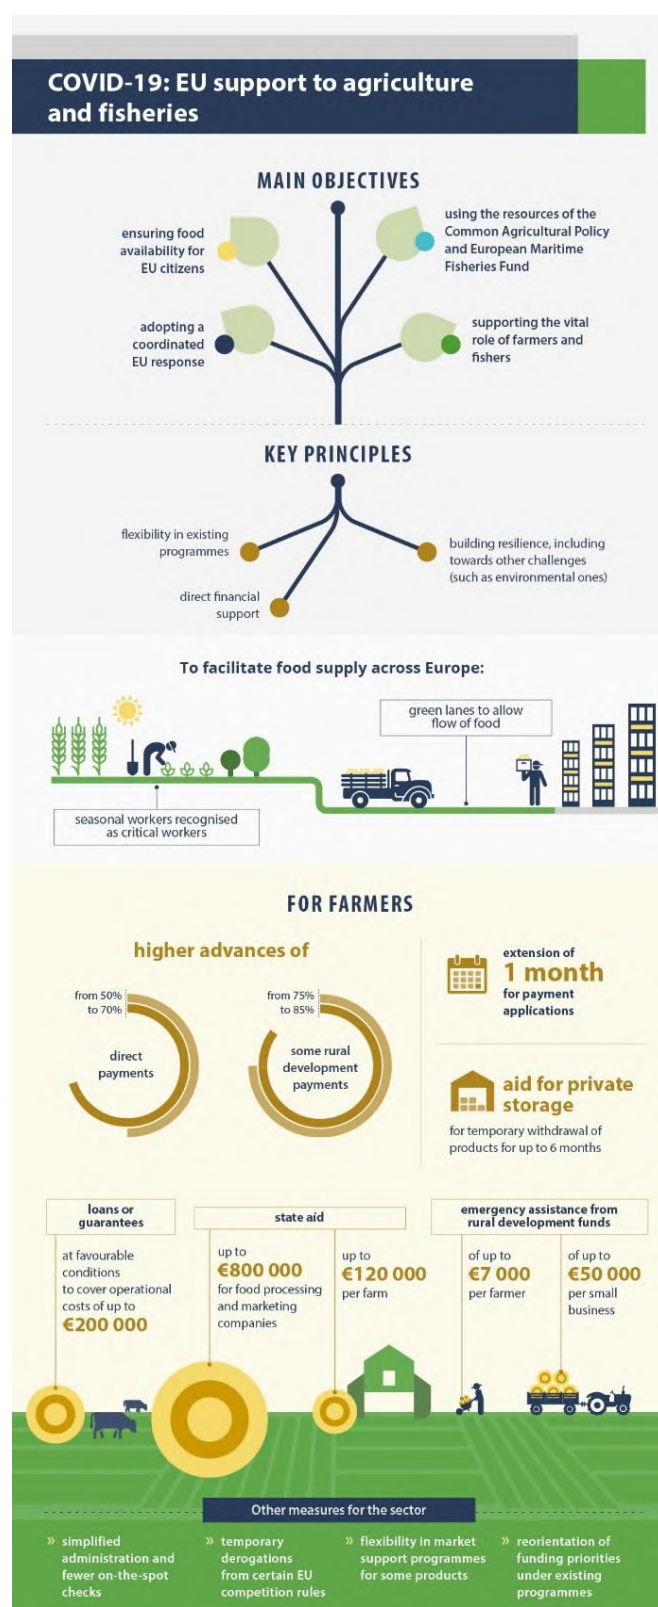 COVID-19: EU support to agriculture
and fisheries
MAIN OBJECTIVES
ensuring food
availability for
EU citizens
using the resources of the
Common Agricultural Policy
and European Maritime
Fisheries Fund
adopting a
coordinated
EU response
supporting the vital
role of farmers and
fishers
KEY PRINCIPLES
flexibility in existing
programmes
building resilience, including
towards other challenges
(such as environmental ones)
direct financial
support
To facilitate food supply across Europe:
green lanes to allow
flow of food
seasonal workers recognised
as critical workers
FOR FARMERS
higher advances of
from 50%
to 70%
direct
payments
from 75%
to 85%
some rural
development
payments
extension of
1 month
for payment
applications
aid for private
storage
for temporary withdrawal of
products for up to 6 months
loans or
guarantees
at favourable
conditions
to cover operational
costs of up to
€200 000
state aid
up to
€800 000
for food processing
and marketing
companies
up to
€120 000
per farm
emergency assistance from
rural development funds
of up to
€7 000
per farmer
of up to
€50 000
per small
business
Other measures for the sector
» simplified
administration and
fewer on-the-spot
checks
» temporary
derogations
from certain EU
competition rules
» flexibility in market
support programmes
for some products
» reorientation of
funding priorities
under existing
programmes